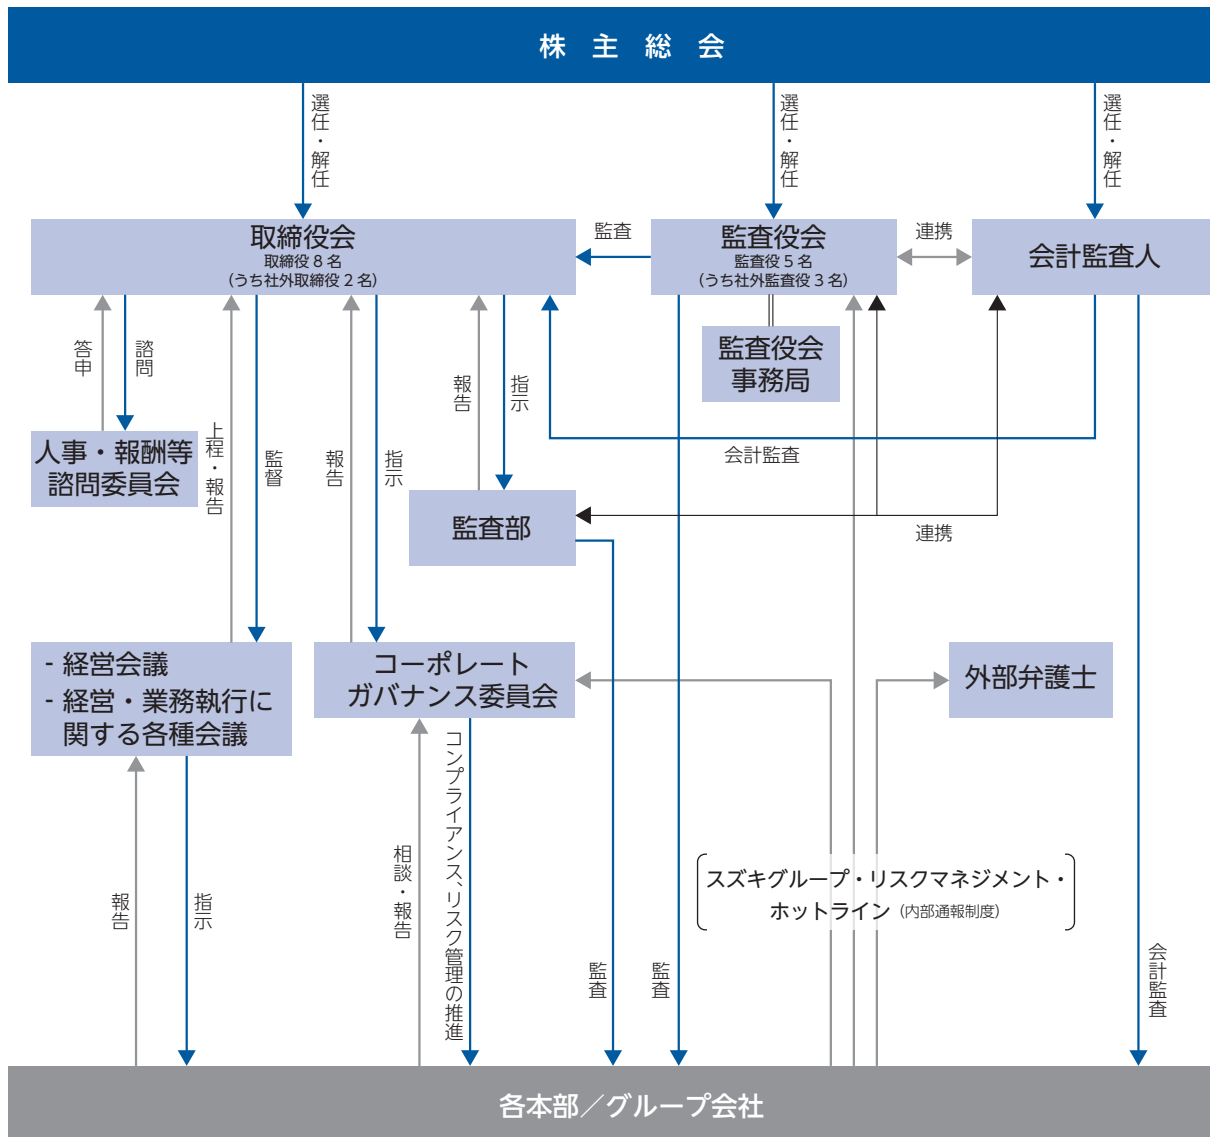 株主総会
選任・解任
選任・解任
選任・解任
取締役会
取締役8名
(うち社外取締役2名)
監査
監査役会
監査役5名
(うち社外監査役3名)
連携
会計監査人
答申
諮問
監査役会
事務局
報告
指示
人事・報酬等
諮問委員会
上程・報告
監督
報告
指示
会計監査
監査部
連携
- 経営会議
- 経営・業務執行に
関する各種会議
コーポレート
ガバナンス委員会
外部弁護士
報告
指示
相談・報告
コンプライアンス、リスク管理の推進
スズキグループ・リスクマネジメント・
ホットライン(内部通報制度)
監査
監査
会計監査
各本部／グループ会社